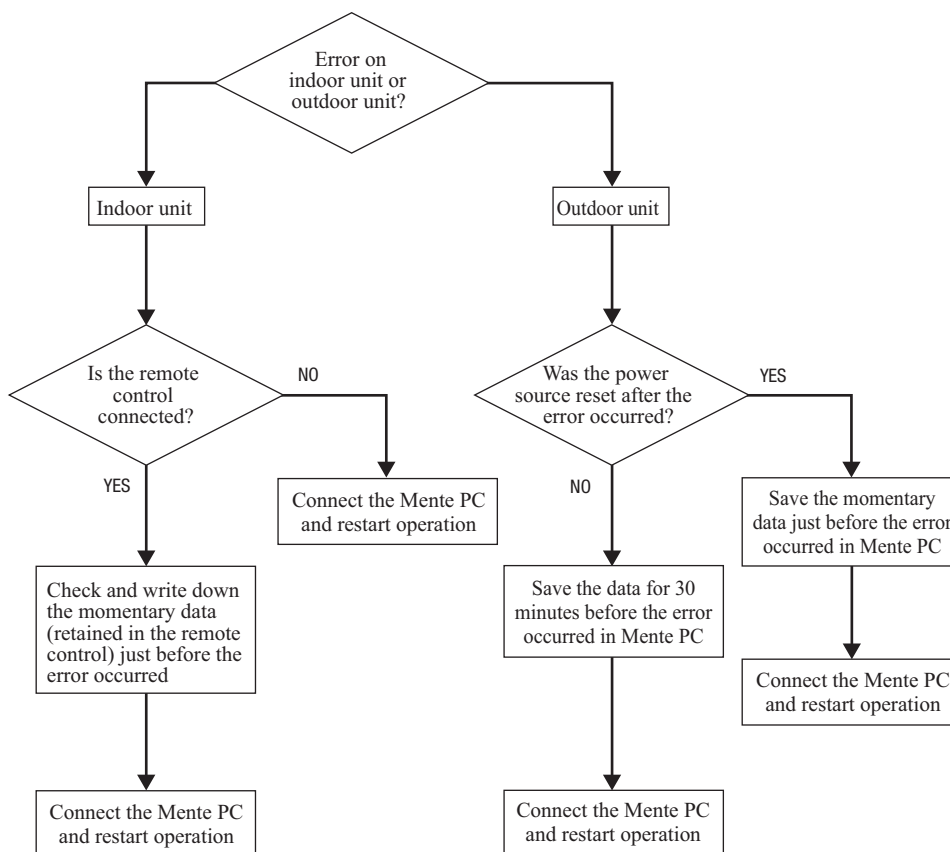 Error on
indoor unit or
outdoor unit?
Indoor unit
Outdoor unit
Is the remote
control
connected?
NO
YES
Was the power
source reset after the
error occurred?
YES
NO
Connect the Mente PC
and restart operation
Save the momentary
data just before the error
occurred in Mente PC
Check and write down
the momentary data
(retained in the remote
control) just before the
error occurred
Save the data for 30
minutes before the error
occurred in Mente PC
Connect the Mente PC
and restart operation
Connect the Mente PC
and restart operation
Connect the Mente PC
and restart operation